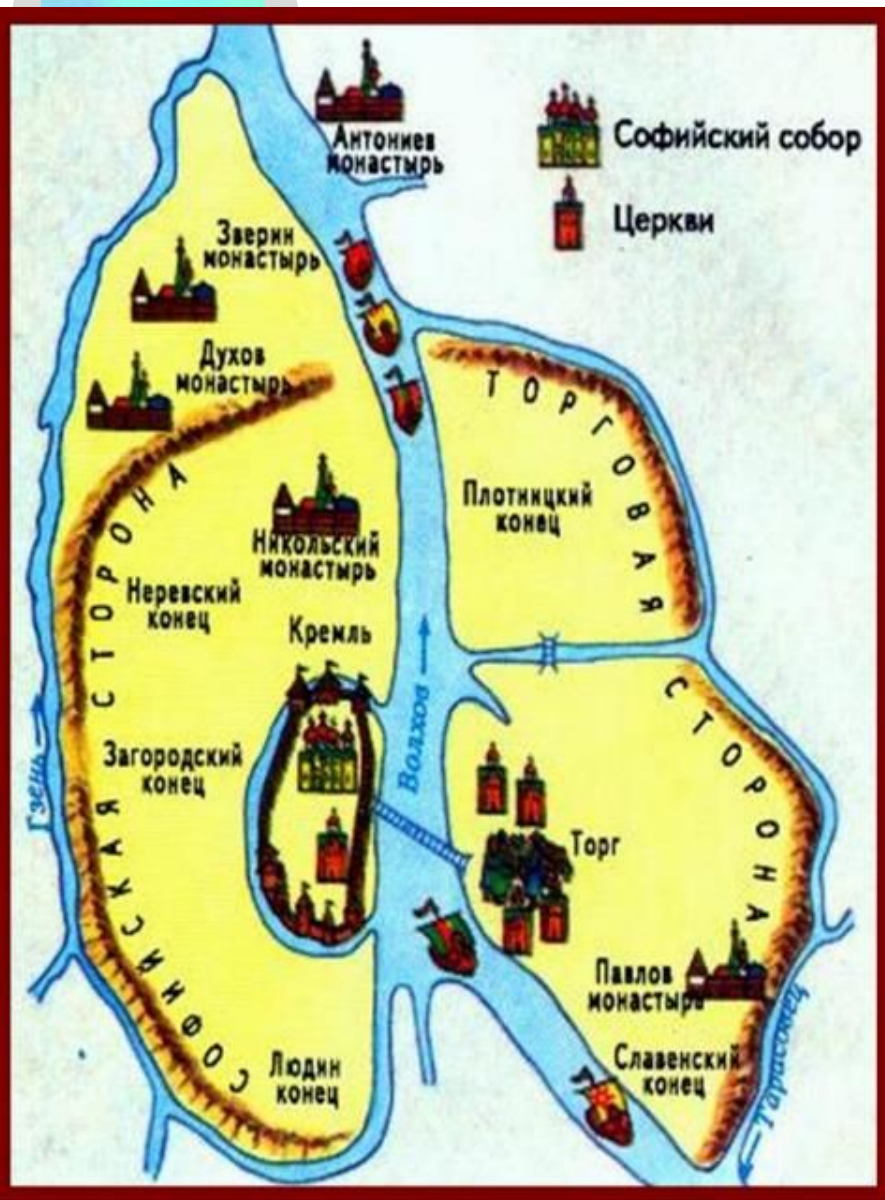 Антониев
монастырь
Софийский собор
Церкви
Зверин
монастырь
Духов
монастырь
ТОРГОВАЯ
СТОРОНА
Плотницкий
конец
Никольский
монастырь
Неревский
конец
Кремль
Волхов
Загородский
конец
Гзень
СОФИЙСКАЯ СТОРОНА
Торг
Павлов
монастырь
Славенский
конец
Людин
конец
Тарасовец